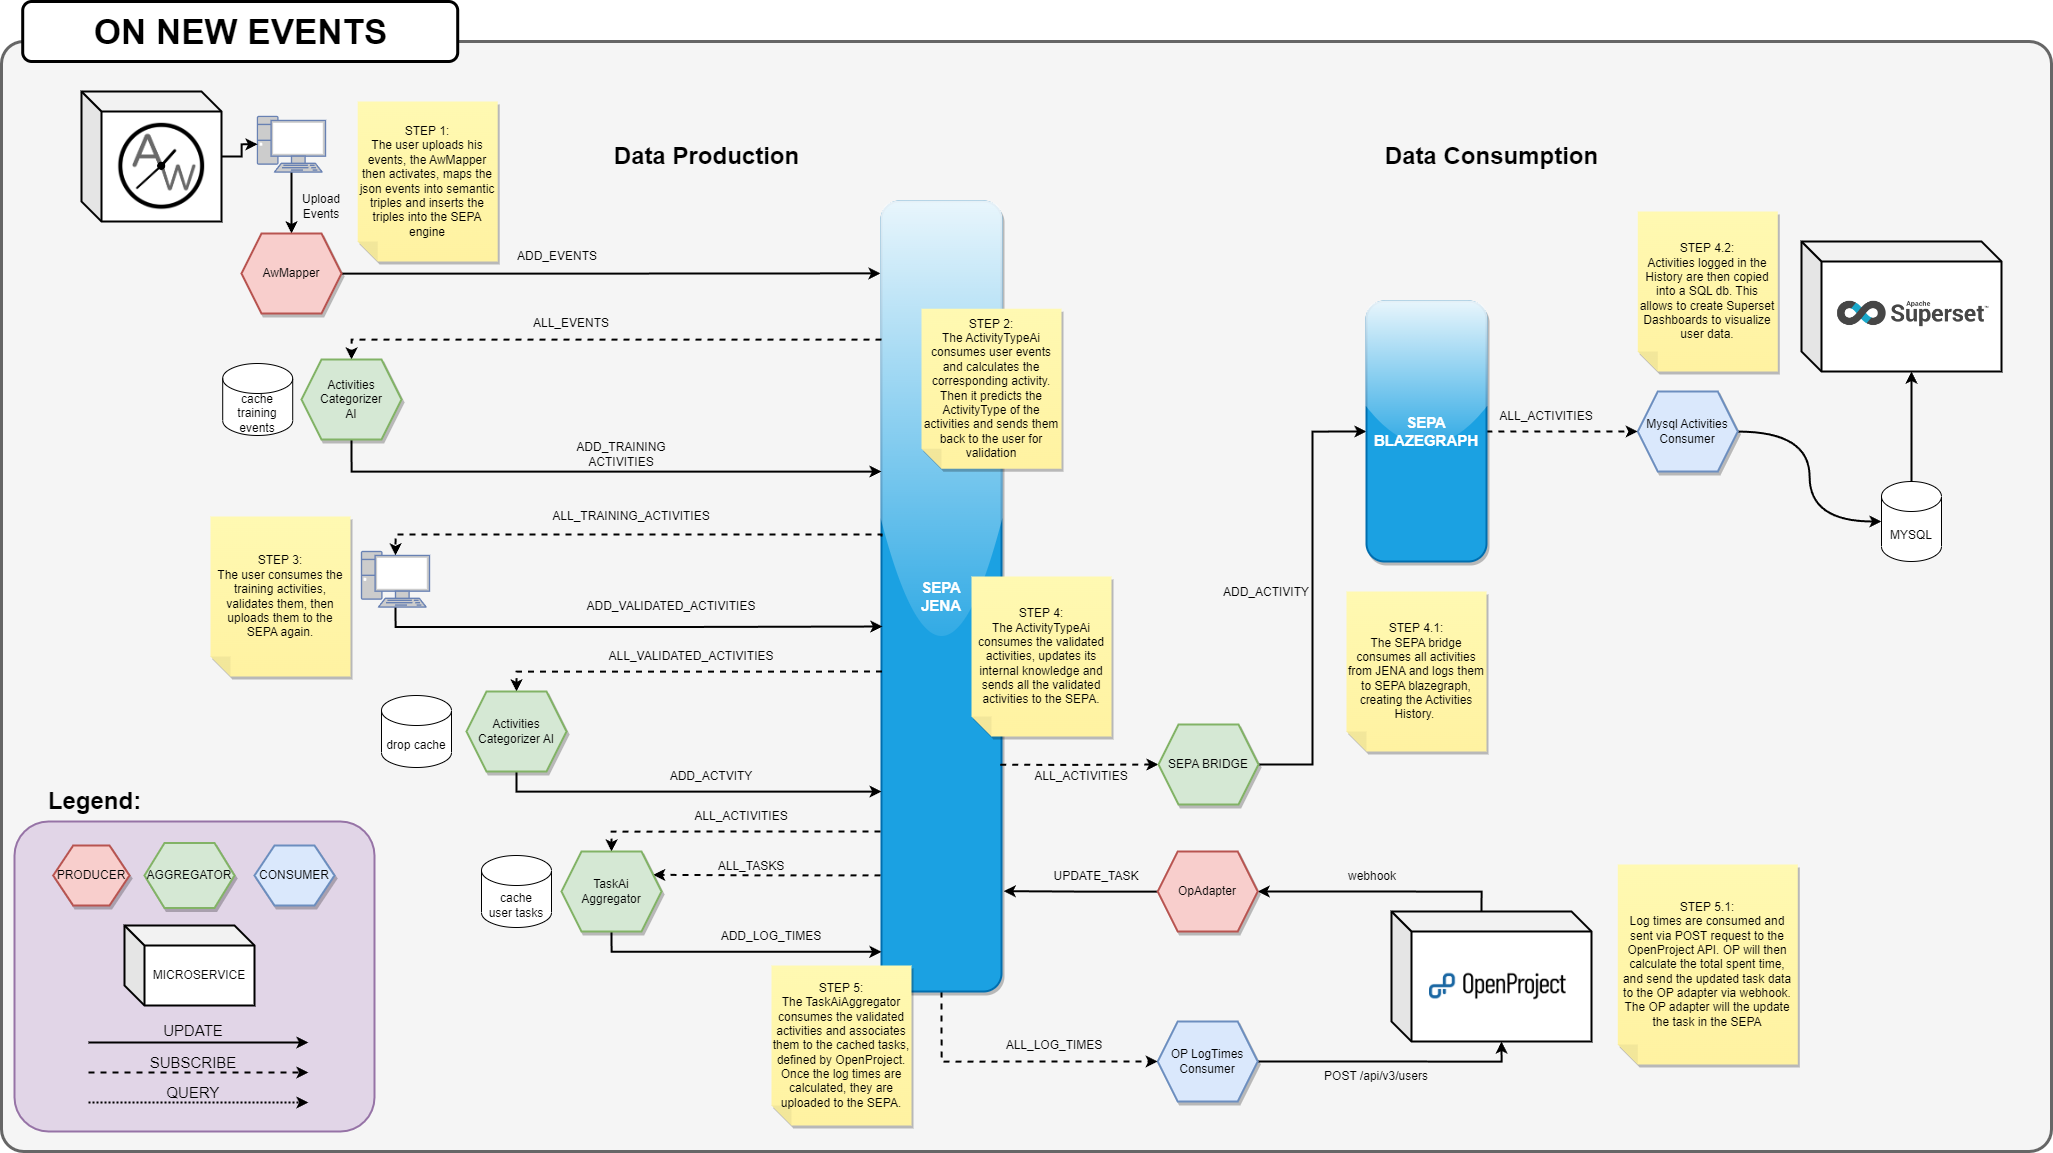 ON NEW EVENTS
STEP 1:
The user uploads his
events, the AwMapper
then activates, maps the
json events into semantic
triples and inserts the
triples into the SEPA
engine
Data Production
Data Consumption
AW
Upload
Events
AwMapper
ADD_EVENTS
ALL_EVENTS
cache
training
events
Activities
Categorizer
AI
ADD_TRAINING
ACTIVITIES
STEP 2:
The ActivityTypeAi
consumes user events
and calculates the
corresponding activity.
Then it predicts the
ActivityType of the
activities and sends them
back to the user for
validation
STEP 4.2:
Activities logged in the
History are then copied
into a SQL db. This
allows to create Superset
Dashboards to visualize
user data.
Apache
Superset™
SEPA
BLAZEGRAPH
ALL_ACTIVITIES
Mysql Activities
Consumer
MYSQL
ALL_TRAINING_ACTIVITIES
STEP 3:
The user consumes the
training activities,
validates them, then
uploads them to the
SEPA again.
ADD_VALIDATED_ACTIVITIES
SEPA
JENA
STEP 4:
The ActivityTypeAi
consumes the validated
activities, updates its
internal knowledge and
sends all the validated
activities to the SEPA.
ADD_ACTIVITY
STEP 4.1:
The SEPA bridge
consumes all activities
from JENA and logs them
to SEPA blazegraph,
creating the Activities
History.
ALL_VALIDATED_ACTIVITIES
drop cache
Activities
Categorizer AI
ADD_ACTVITY
ALL_ACTIVITIES
SEPA BRIDGE
ALL_ACTIVITIES
ALL_TASKS
cache
user tasks
TaskAi
Aggregator
ADD_LOG_TIMES
UPDATE_TASK
OpAdapter
webhook
OpenProject
STEP 5:
The TaskAiAggregator
consumes the validated
activities and associates
them to the cached tasks,
defined by OpenProject.
Once the log times are
calculated, they are
uploaded to the SEPA.
ALL_LOG_TIMES
OP LogTimes
Consumer
POST /api/v3/users
STEP 5.1:
Log times are consumed and
sent via POST request to the
OpenProject API. OP will then
calculate the total spent time,
and send the updated task data
to the OP adapter via webhook.
The OP adapter will the update
the task in the SEPA
Legend:
PRODUCER
AGGREGATOR
CONSUMER
MICROSERVICE
UPDATE
SUBSCRIBE
QUERY